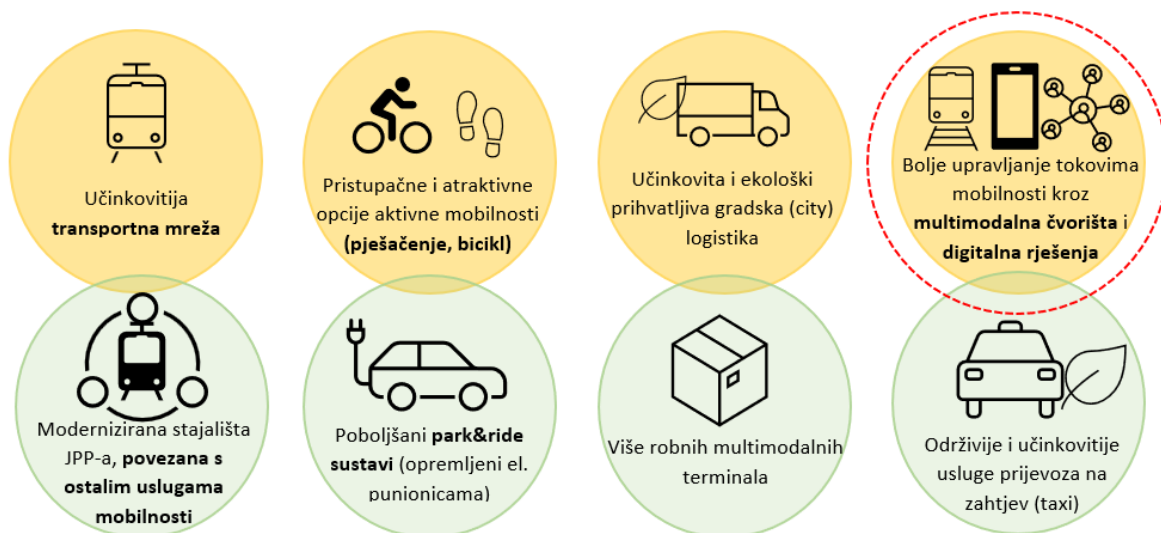 Učinkovitija
transportna mreža
Pristupačne i atraktivne
opcije aktivne mobilnosti
(pješačenje, bicikl)
Učinkovita i ekološki
prihvatljiva gradska (city)
logistika
Bolje upravljanje tokovima
mobilnosti kroz
multimodalna čvorišta i
digitalna rješenja
Modernizirana stajališta
JPP-a, povezana s
ostalim uslugama
mobilnosti
Poboljšani park&ride
sustavi (opremljeni el.
punionicama)
Više robnih multimodalnih
terminala
Održivije i učinkovitije
usluge prijevoza na
zahtjev (taxi)